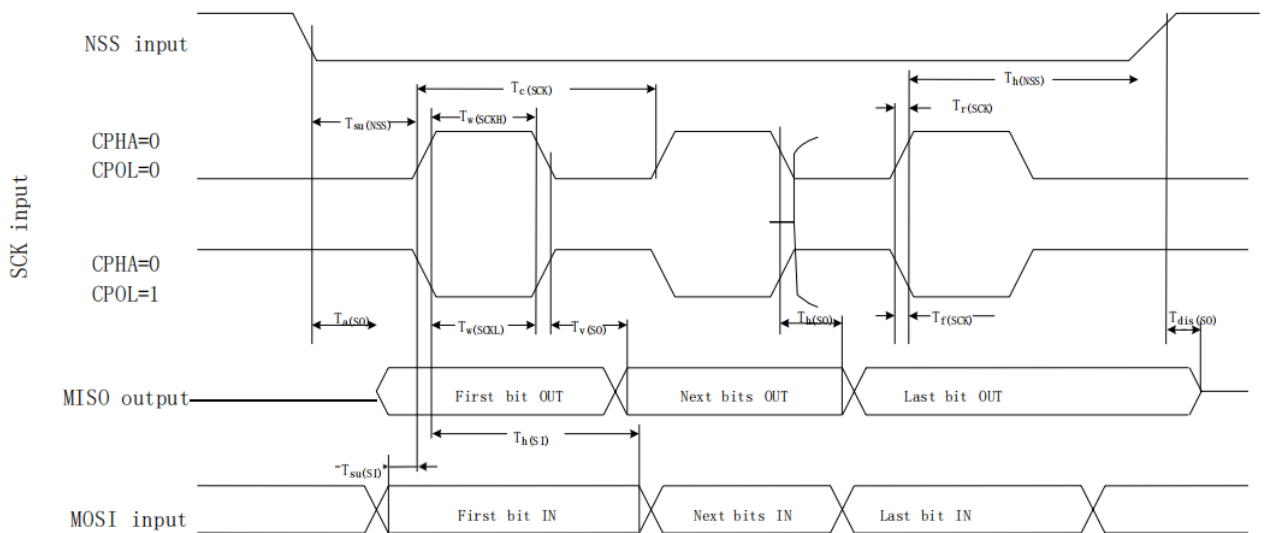 NSS input
Th(NSS)
Tc(SCK)
Tr(SCK)
Tsu(NSS)
Tw(SCKH)
CPHA=0
CPOL=0
SCK input
CPHA=0
CPOL=1
Ta(SO)
Tw(SCKL)
Tv(SO)
Th(SO)
Tf(SCK)
Tdis(SO)
MISO output
First bit OUT
Next bits OUT
Last bit OUT
Th(SI)
Tsu(SI)
MOSI input
First bit IN
Next bits IN
Last bit IN